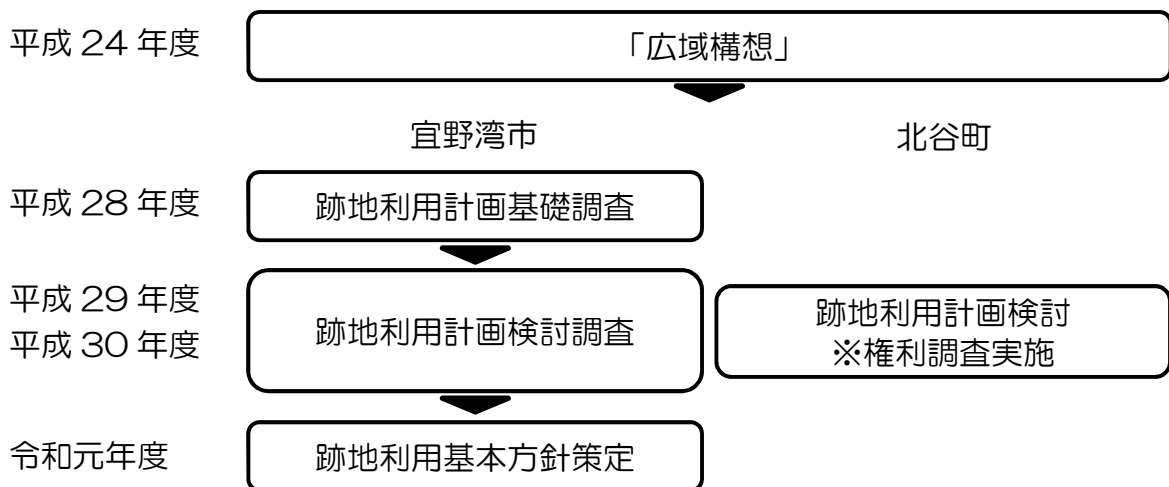 平成 24 年度
「広域構想」
宜野湾市
北谷町
平成 28 年度
跡地利用計画基礎調査
平成 29 年度
平成 30 年度
跡地利用計画検討調査
跡地利用計画検討
※権利調査実施
令和元年度
跡地利用基本方針策定